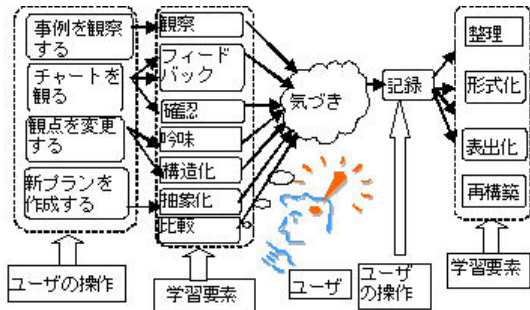 事例を観察
する
チャートを
観る
観点を変更
する
新プランを
作成する
ユーザの操作
観察
フィード
バック
確認
吟味
構造化
抽象化
比較
学習要素
気づき
ユーザ
記録
ユーザ
の操作
整理
形式化
表出化
再構築
学習要素